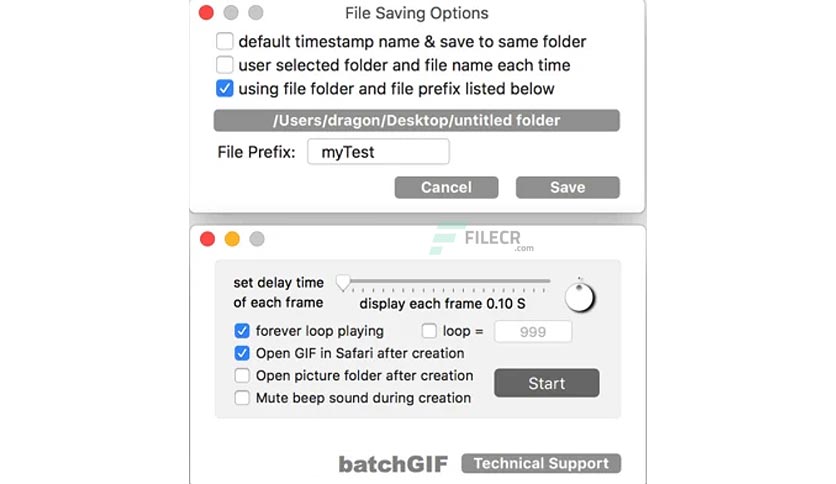 File Saving Options
default timestamp name & save to same folder
user selected folder and file name each time
using file folder and file prefix listed below
/Users/dragon/Desktop/untitled folder
File Prefix: myTest
Cancel Save
FILECR
.com
set delay time
of each frame
display each frame 0.10 S
forever loop playing loop = 999
Open GIF in Safari after creation
Open picture folder after creation
Start
Mute beep sound during creation
batchGIF Technical Support